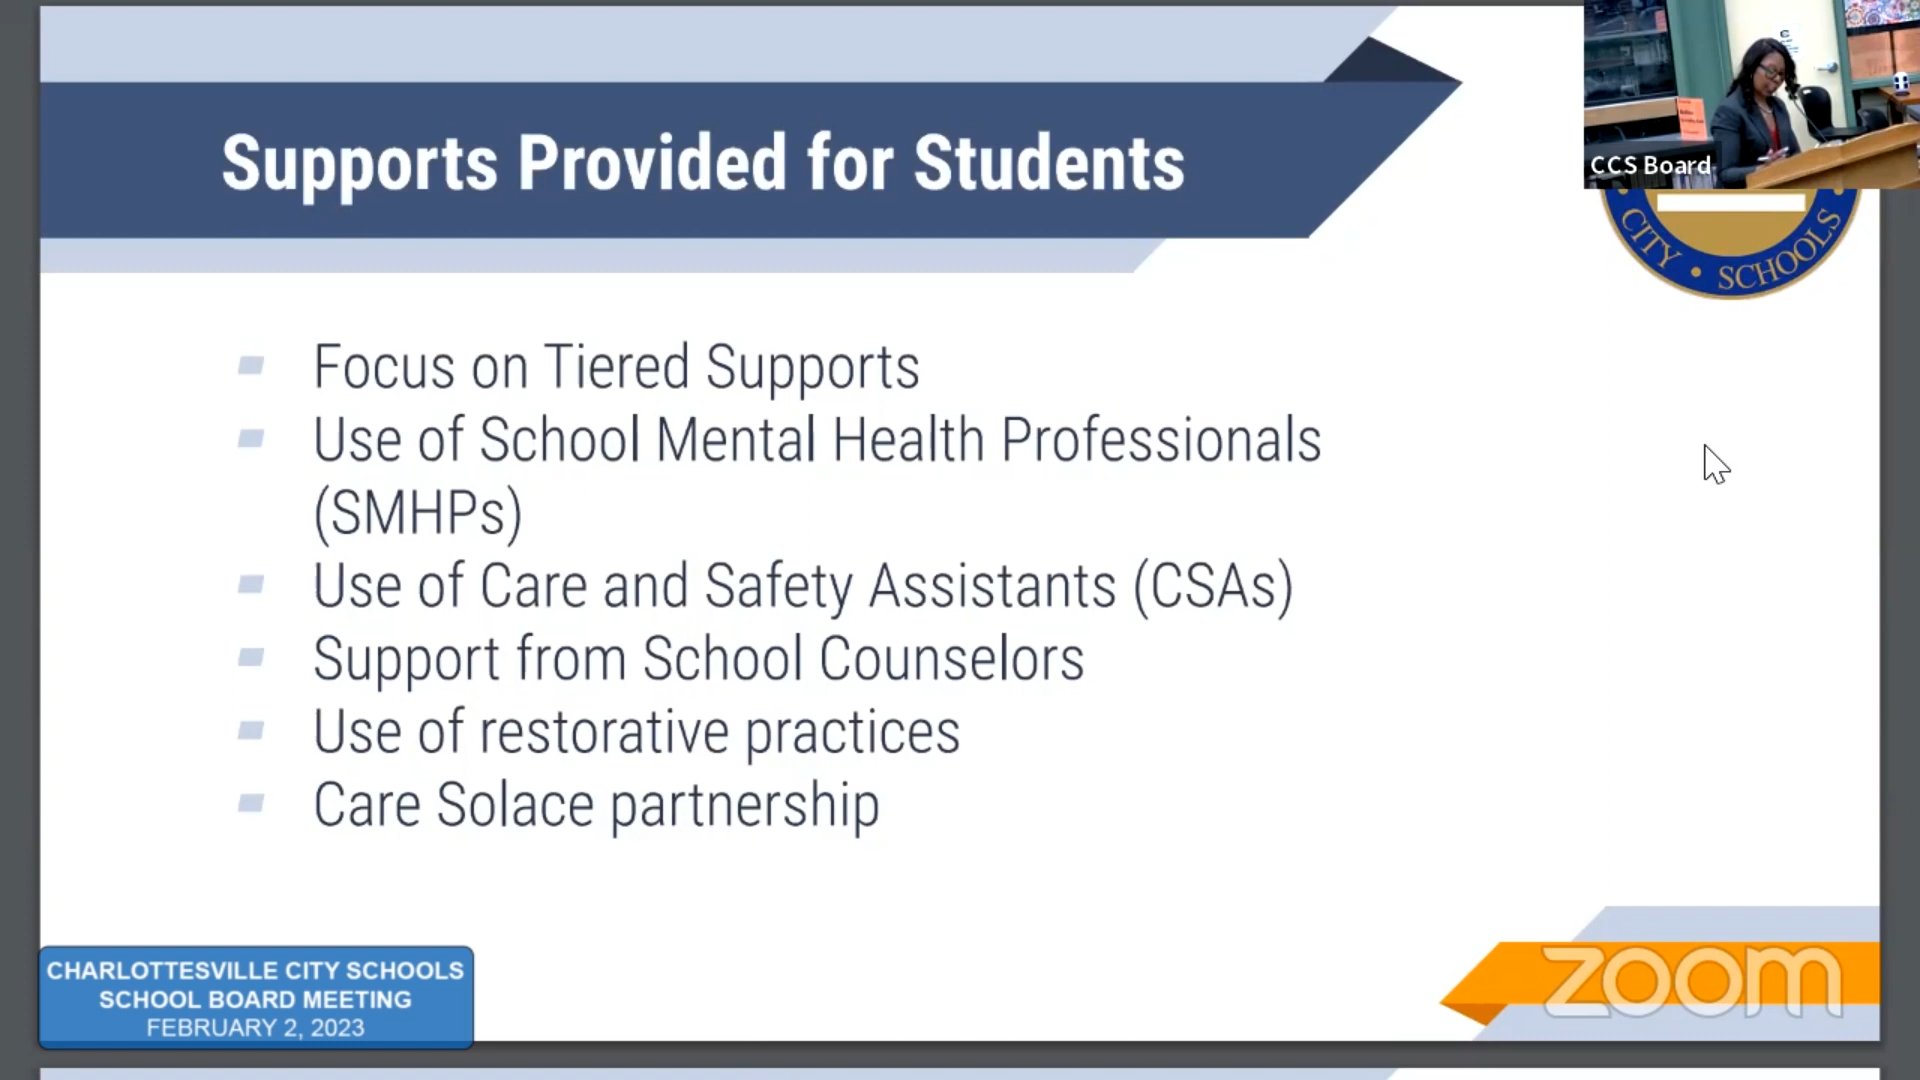 Supports Provided for Students
CCS Board
CITY • SCHOOLS
Focus on Tiered Supports
Use of School Mental Health Professionals
(SMHPs)
Use of Care and Safety Assistants (CSAs)
Support from School Counselors
Use of restorative practices
Care Solace partnership
CHARLOTTESVILLE CITY SCHOOLS
SCHOOL BOARD MEETING
FEBRUARY 2, 2023
zoom